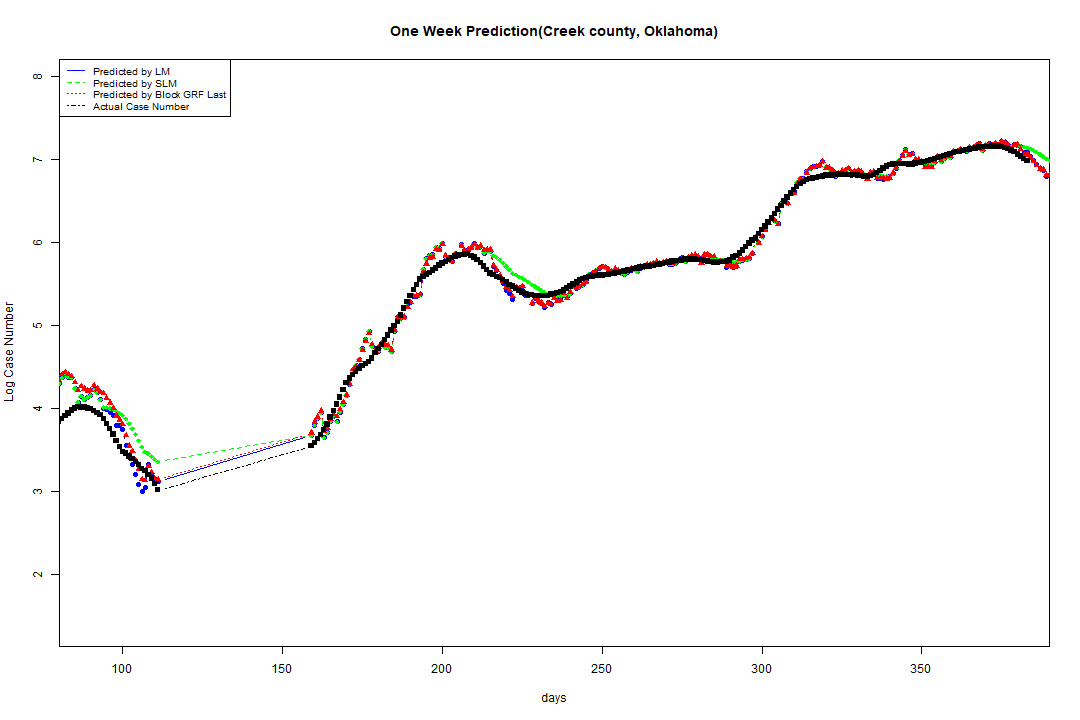 One Week Prediction(Creek county, Oklahoma)
Predicted by LM
Predicted by SLM
Predicted by Block GRF Last
Actual Case Number
8
7
6
5
4
3
2
Log Case Number
100 150 200 250 300 350
days